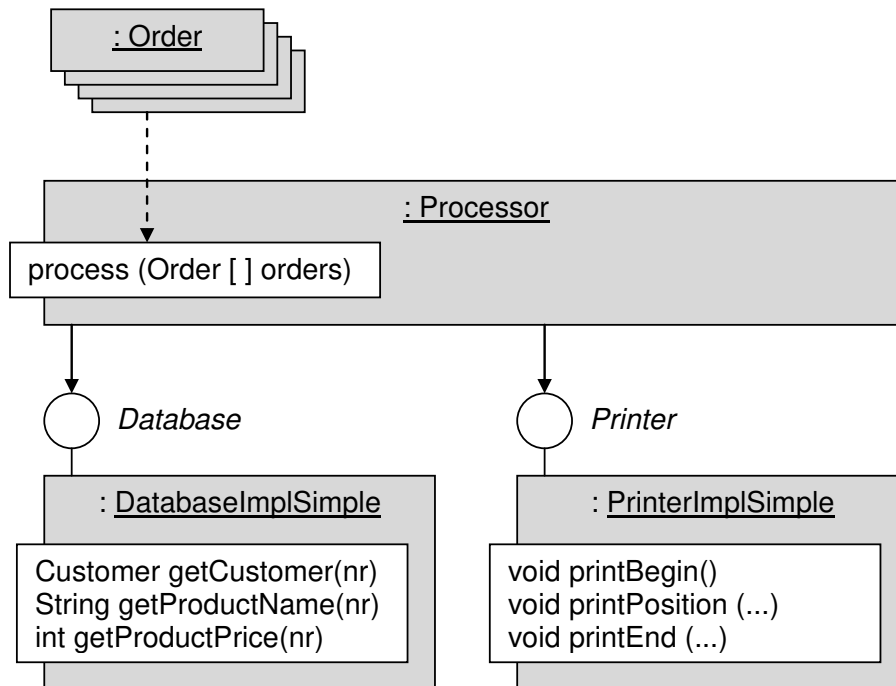 : Order
: Processor
process (Order [ ] orders)
Database
Printer
: DatabaseImplSimple
: PrinterImplSimple
Customer getCustomer(nr)
String getProductName(nr)
int getProductPrice(nr)
void printBegin()
void printPosition (...)
void printEnd (...)